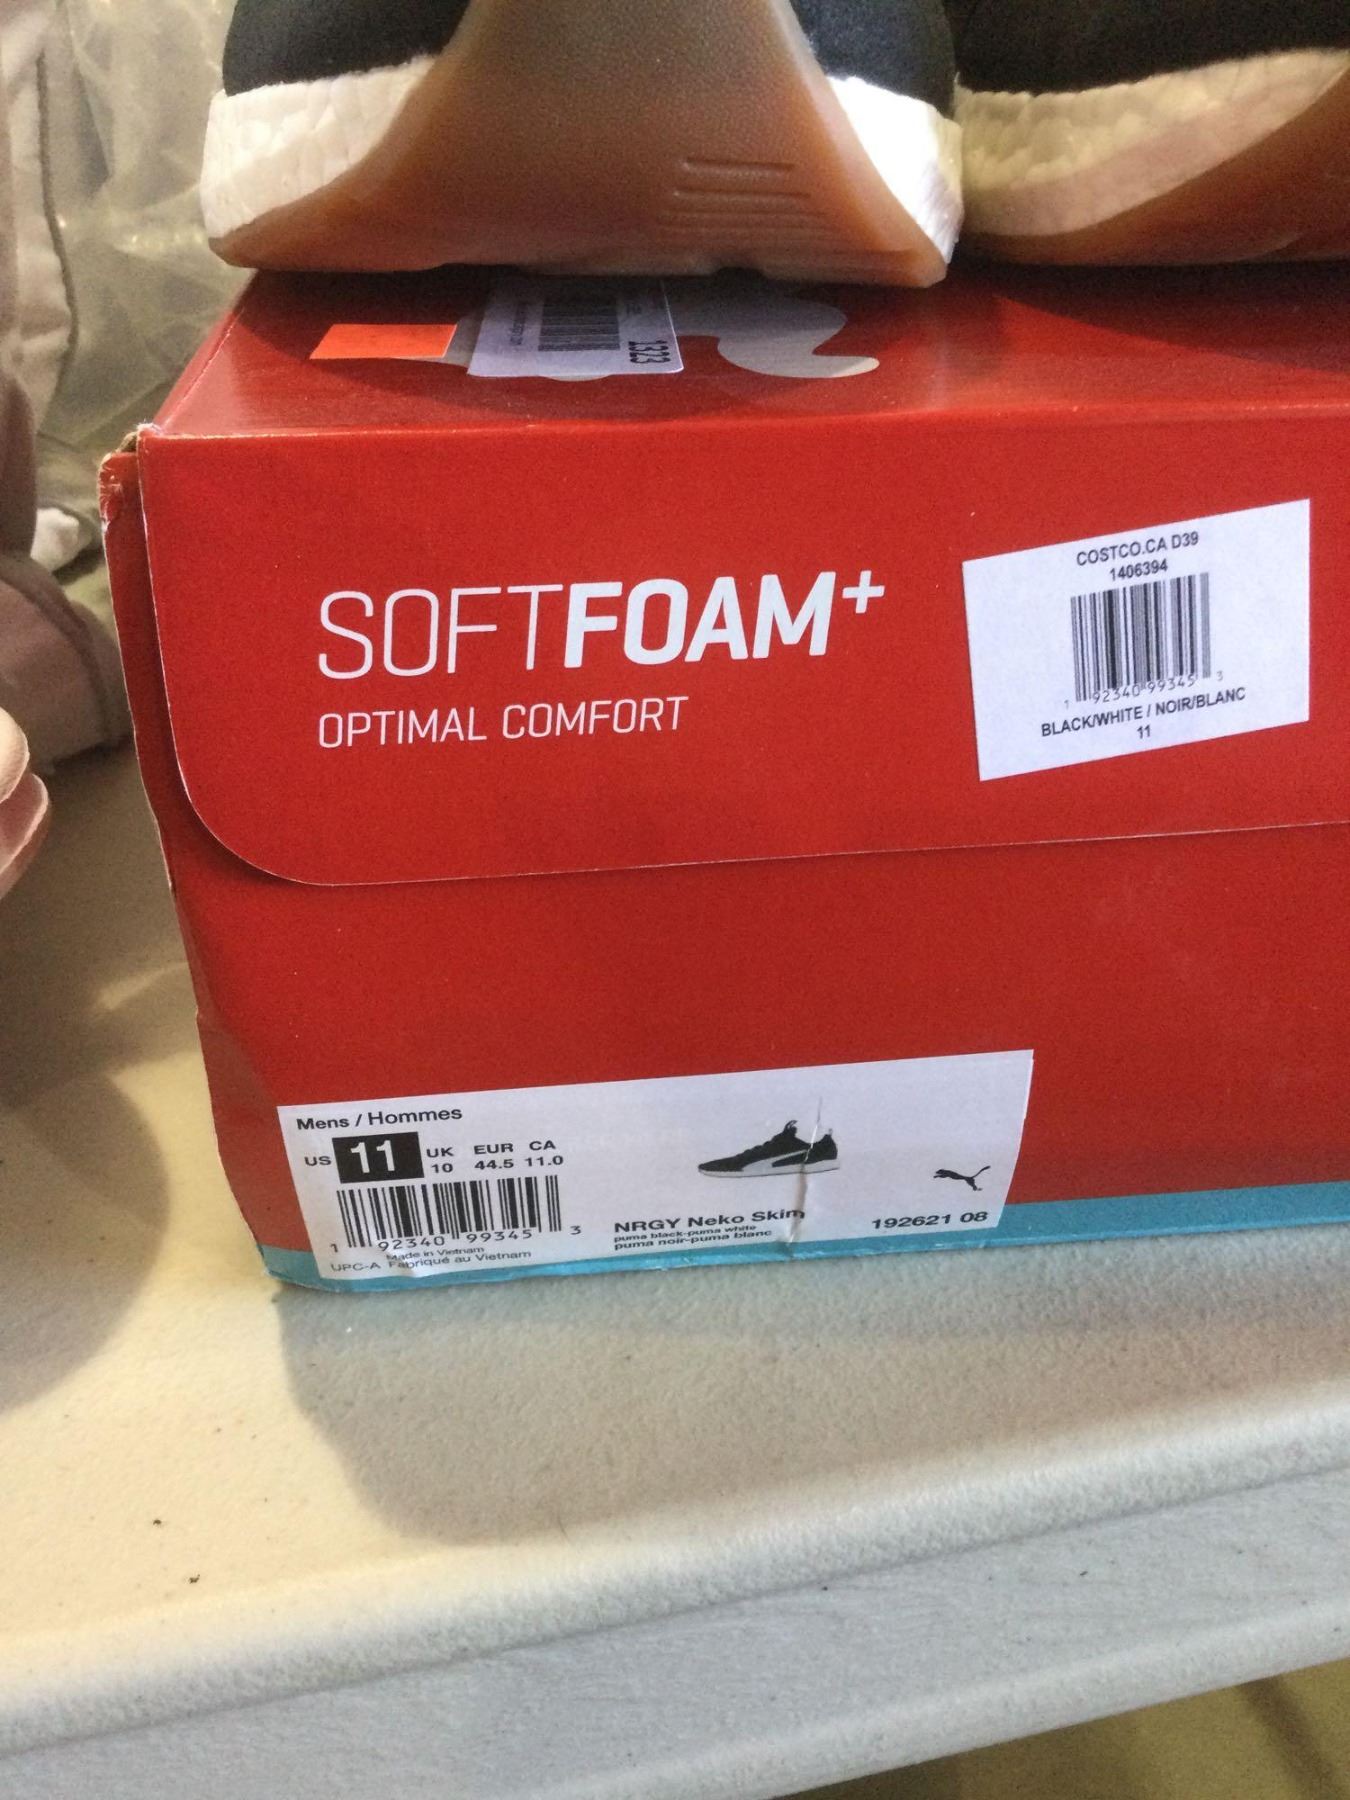 1323
SOFTFOAM+
OPTIMAL COMFORT
COSTCO.CA D39
1406394
1 92340 99345 3
BLACK/WHITE / NOIR/BLANC
11
Mens / Hommes
US 11 UK EUR CA
10 44.5 11.0
1 92340 99345 3
Made in Vietnam
UPC-A Fabriqué au Vietnam
NRGY Neko Skim
puma black-puma white
puma noir-puma blanc
192621 08